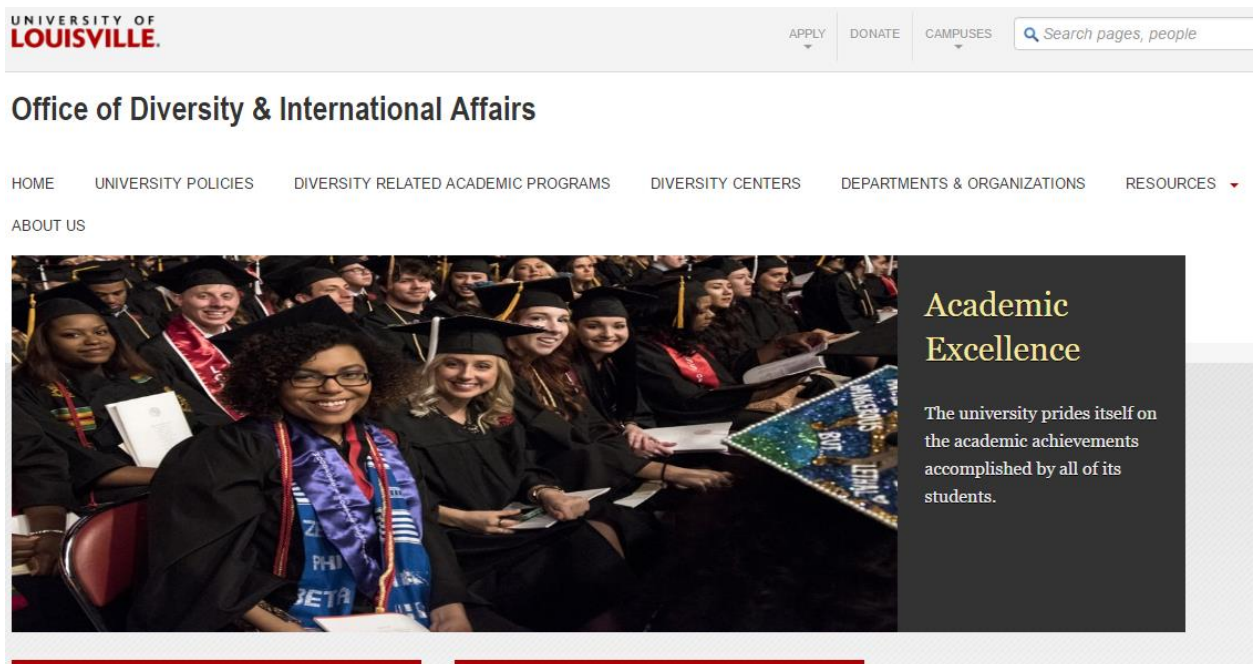 UNIVERSITY OF
LOUISVILLE.
APPLY DONATE CAMPUSES Search pages, people
Office of Diversity & International Affairs
HOME UNIVERSITY POLICIES DIVERSITY RELATED ACADEMIC PROGRAMS DIVERSITY CENTERS DEPARTMENTS & ORGANIZATIONS RESOURCES
ABOUT US
Academic
Excellence
The university prides itself on
the academic achievements
accomplished by all of its
students.
PHI
BETA
BUT